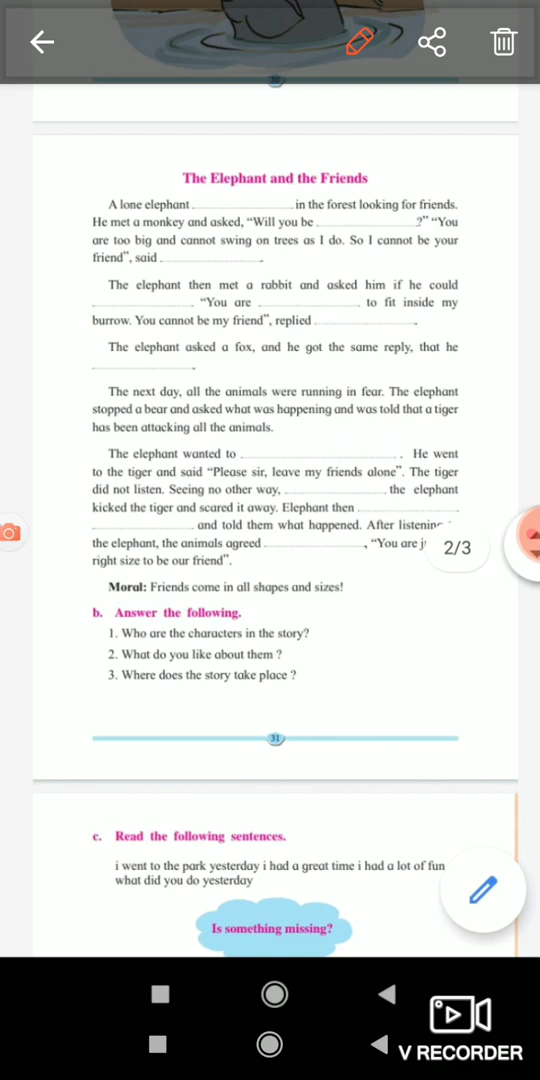 30
The Elephant and the Friends
A lone elephant ........................ in the forest looking for friends.
He met a monkey and asked, “Will you be ........................?” “You
are too big and cannot swing on trees as I do. So I cannot be your
friend”, said ........................
The elephant then met a rabbit and asked him if he could
........................ “You are ........................ to fit inside my
burrow. You cannot be my friend”, replied ........................
The elephant asked a fox, and he got the same reply, that he
........................
The next day, all the animals were running in fear. The elephant
stopped a bear and asked what was happening and was told that a tiger
has been attacking all the animals.
The elephant wanted to ........................ . He went
to the tiger and said “Please sir, leave my friends alone”. The tiger
did not listen. Seeing no other way, ........................ the elephant
kicked the tiger and scared it away. Elephant then ........................
........................ and told them what happened. After listening
the elephant, the animals agreed ........................, “You are
right size to be our friend”.
2/3
Moral: Friends come in all shapes and sizes!
b. Answer the following.
1. Who are the characters in the story?
2. What do you like about them ?
3. Where does the story take place ?
31
c. Read the following sentences.
i went to the park yesterday i had a great time i had a lot of fun
what did you do yesterday
Is something missing?
V RECORDER